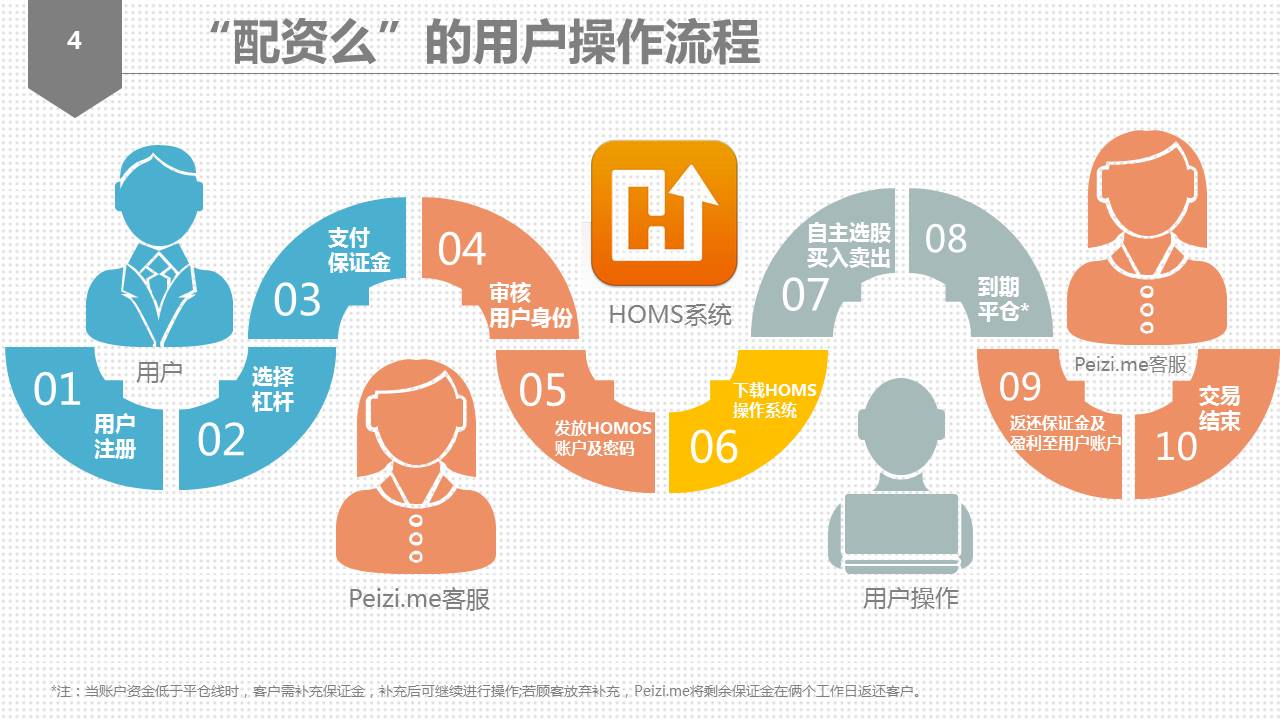 4
“配资么”的用户操作流程
用户
01
用户
注册
02
选择
杠杆
03
支付
保证金
04
审核
用户身份
Peizi.me客服
05
发放HOMOS
账户及密码
HOMS系统
06
下载HOMS
操作系统
07
自主选股
买入卖出
08
到期
平仓*
用户操作
Peizi.me客服
09
返还保证金及
盈利至用户账户
10
交易
结束
*注：当账户资金低于平仓线时，客户需补充保证金，补充后可继续进行操作;若顾客放弃补充，Peizi.me将剩余保证金在俩个工作日返还客户。